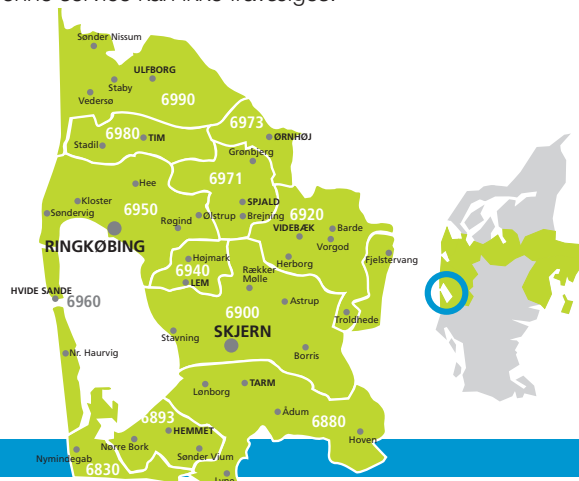 Sønder Nissum
ULFBORG
Staby
Vedersø
6990
6973
6980
TIM
ØRNHØJ
Stadil
Grønbjerg
6971
Hee
Kloster
6950
SPJALD
6920
Søndervig
Ølstrup
Brejning
Barde
Røgind
VIDEBÆK
Vorgod
RINGKØBING
Højmark
Herborg
Fjelstervang
6940
Rækker
Mølle
LEM
HVIDE SANDE
6960
Astrup
6900
Troldhede
SKJERN
Stavning
Nr. Haurvig
Borris
Lønborg
TARM
Ådum
6893
6880
HEMMET
Hoven
Nørre Bork
Nymindegab
Sønder Vium
6830